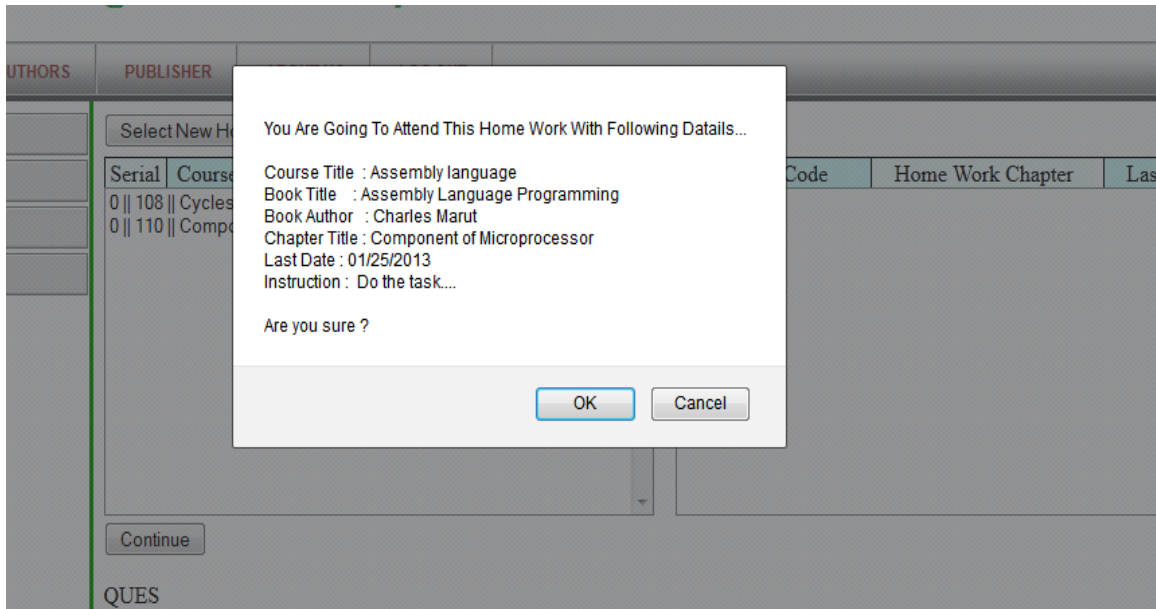 UTHORS PUBLISHER
Select New H
Serial Course Code Home Work Chapter Las
0 || 108 || Cycles
0 || 110 || Compo
You Are Going To Attend This Home Work With Following Datails...
Course Title : Assembly language
Book Title : Assembly Language Programming
Book Author : Charles Marut
Chapter Title : Component of Microprocessor
Last Date : 01/25/2013
Instruction : Do the task....
Are you sure ?
OK Cancel
Continue
QUES